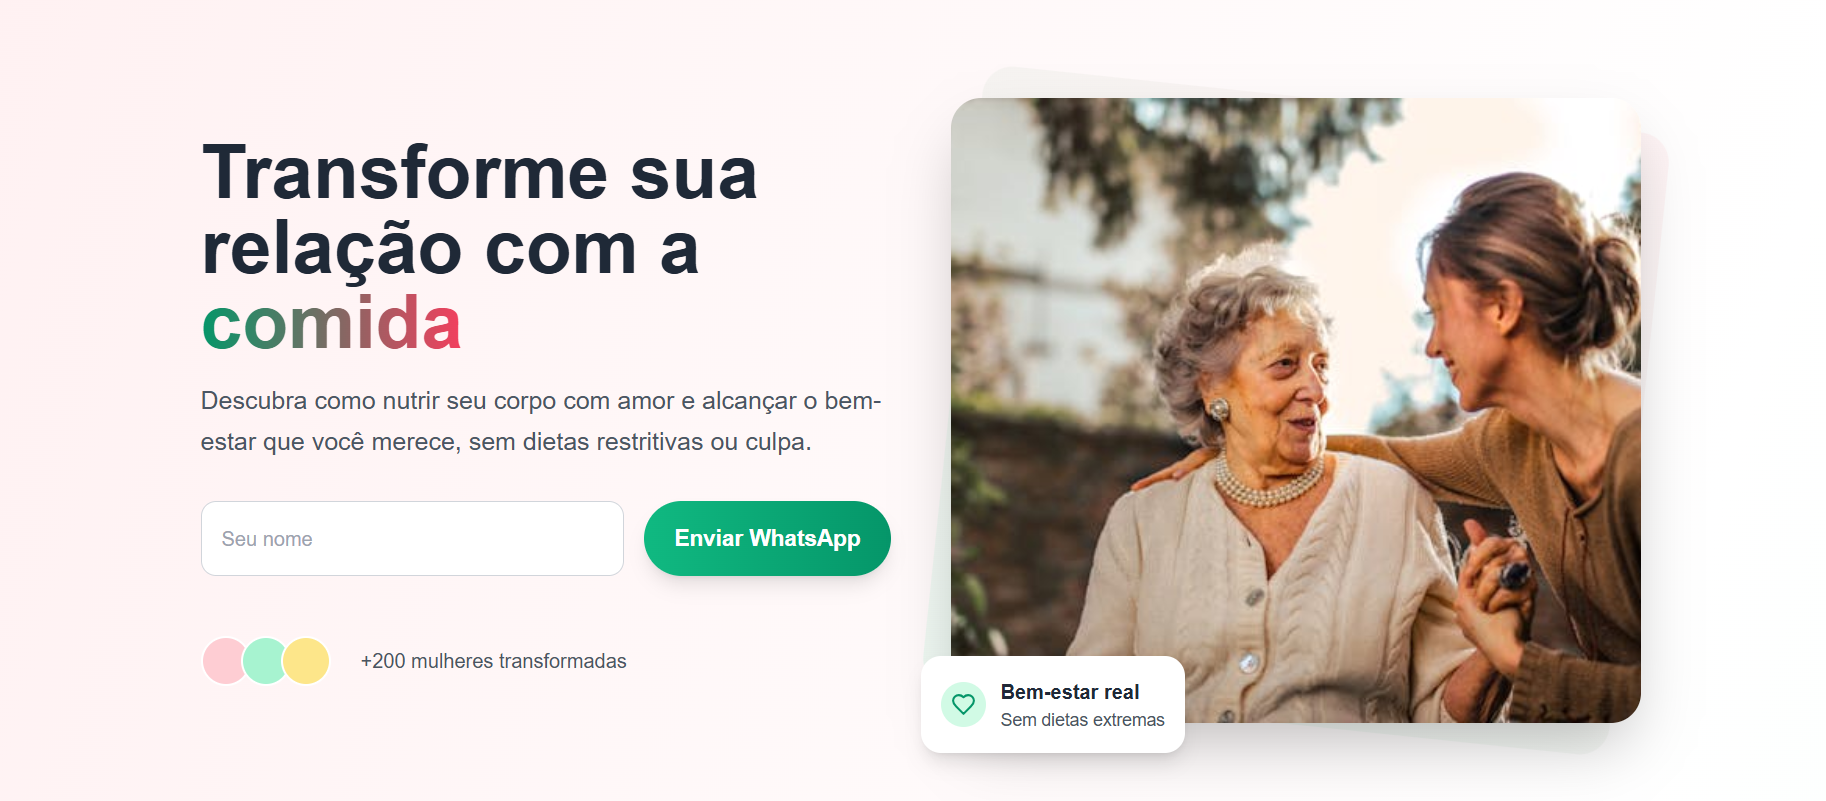 Transforme sua
relação com a
comida
Descubra como nutrir seu corpo com amor e alcançar o bem-
estar que você merece, sem dietas restritivas ou culpa.
Seu nome
Enviar WhatsApp
+200 mulheres transformadas
Bem-estar real
Sem dietas extremas